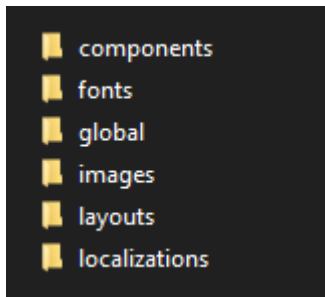 components
fonts
global
images
layouts
localizations